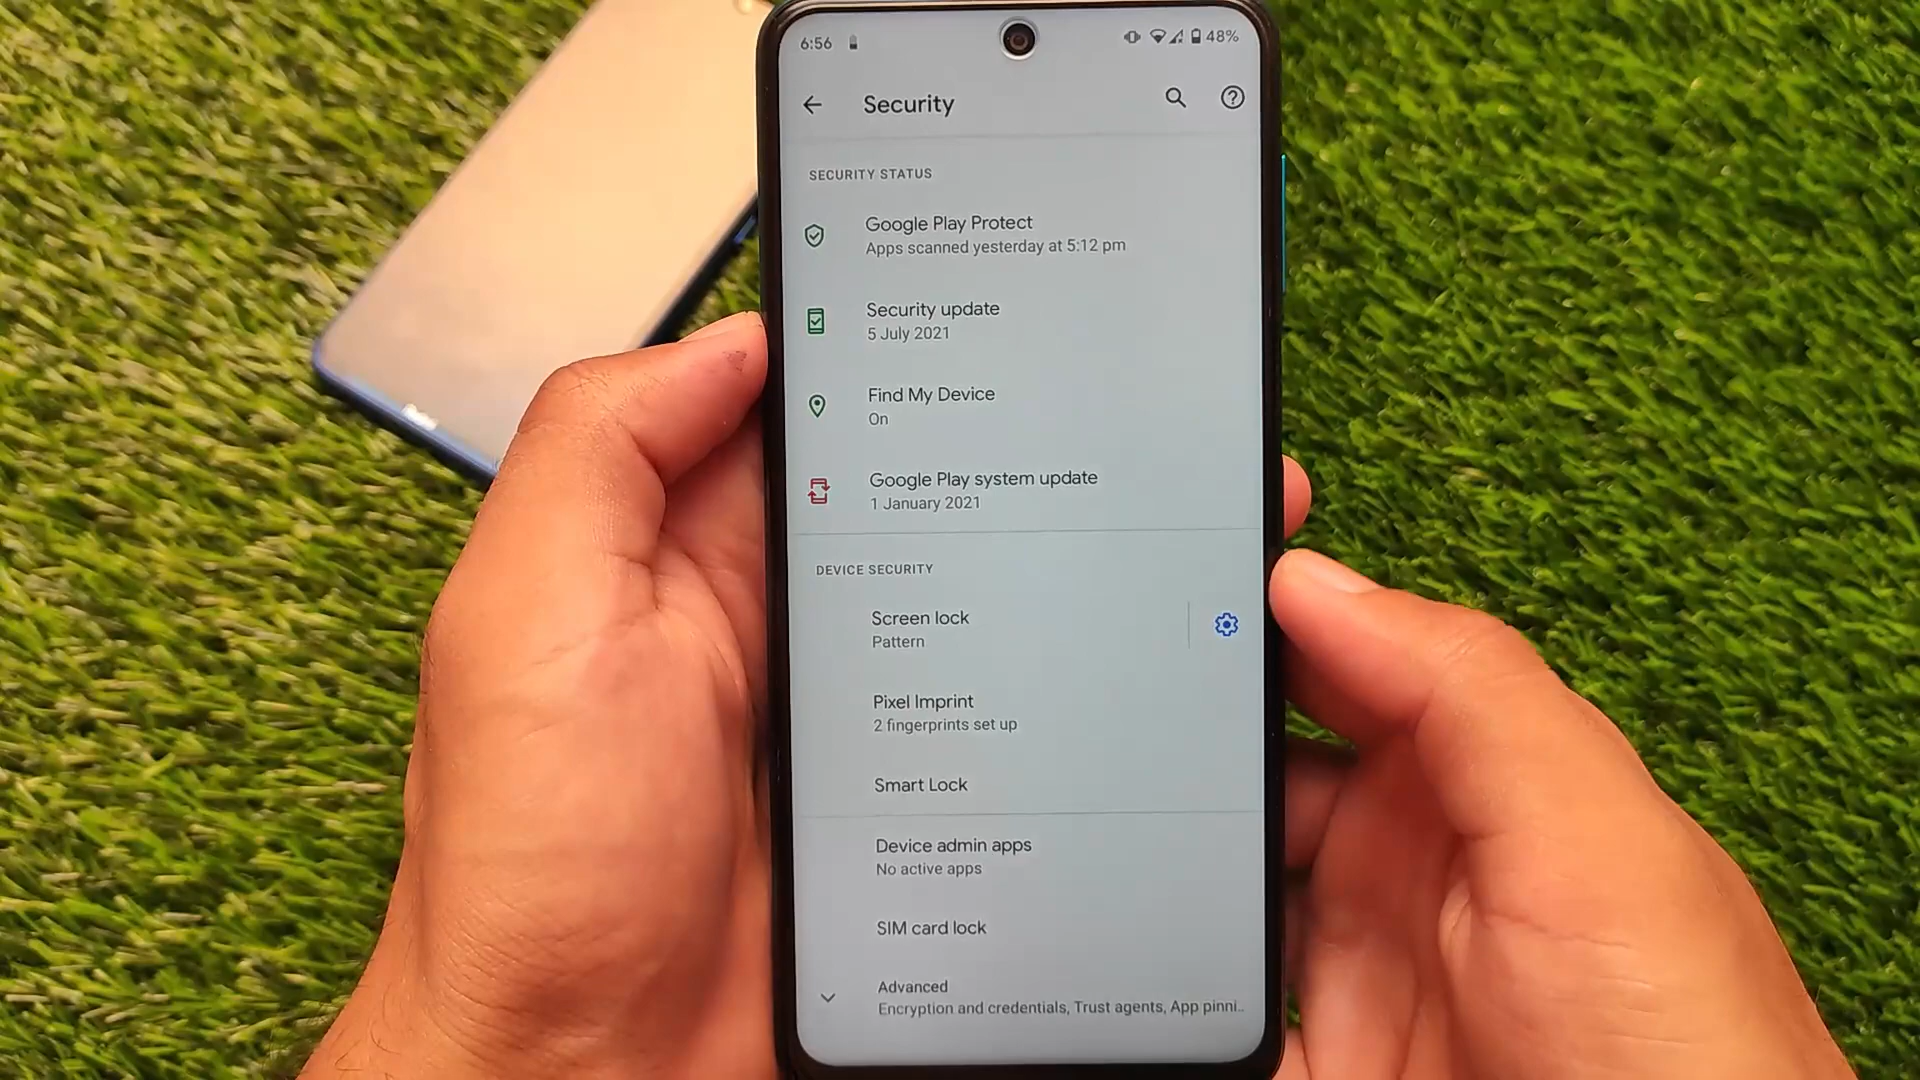 6:56
48%
Security
SECURITY STATUS
Google Play Protect
Apps scanned yesterday at 5:12 pm
Security update
5 July 2021
Find My Device
On
Google Play system update
1 January 2021
DEVICE SECURITY
Screen lock
Pattern
Pixel Imprint
2 fingerprints set up
Smart Lock
Device admin apps
No active apps
SIM card lock
Advanced
Encryption and credentials, Trust agents, App pinni..